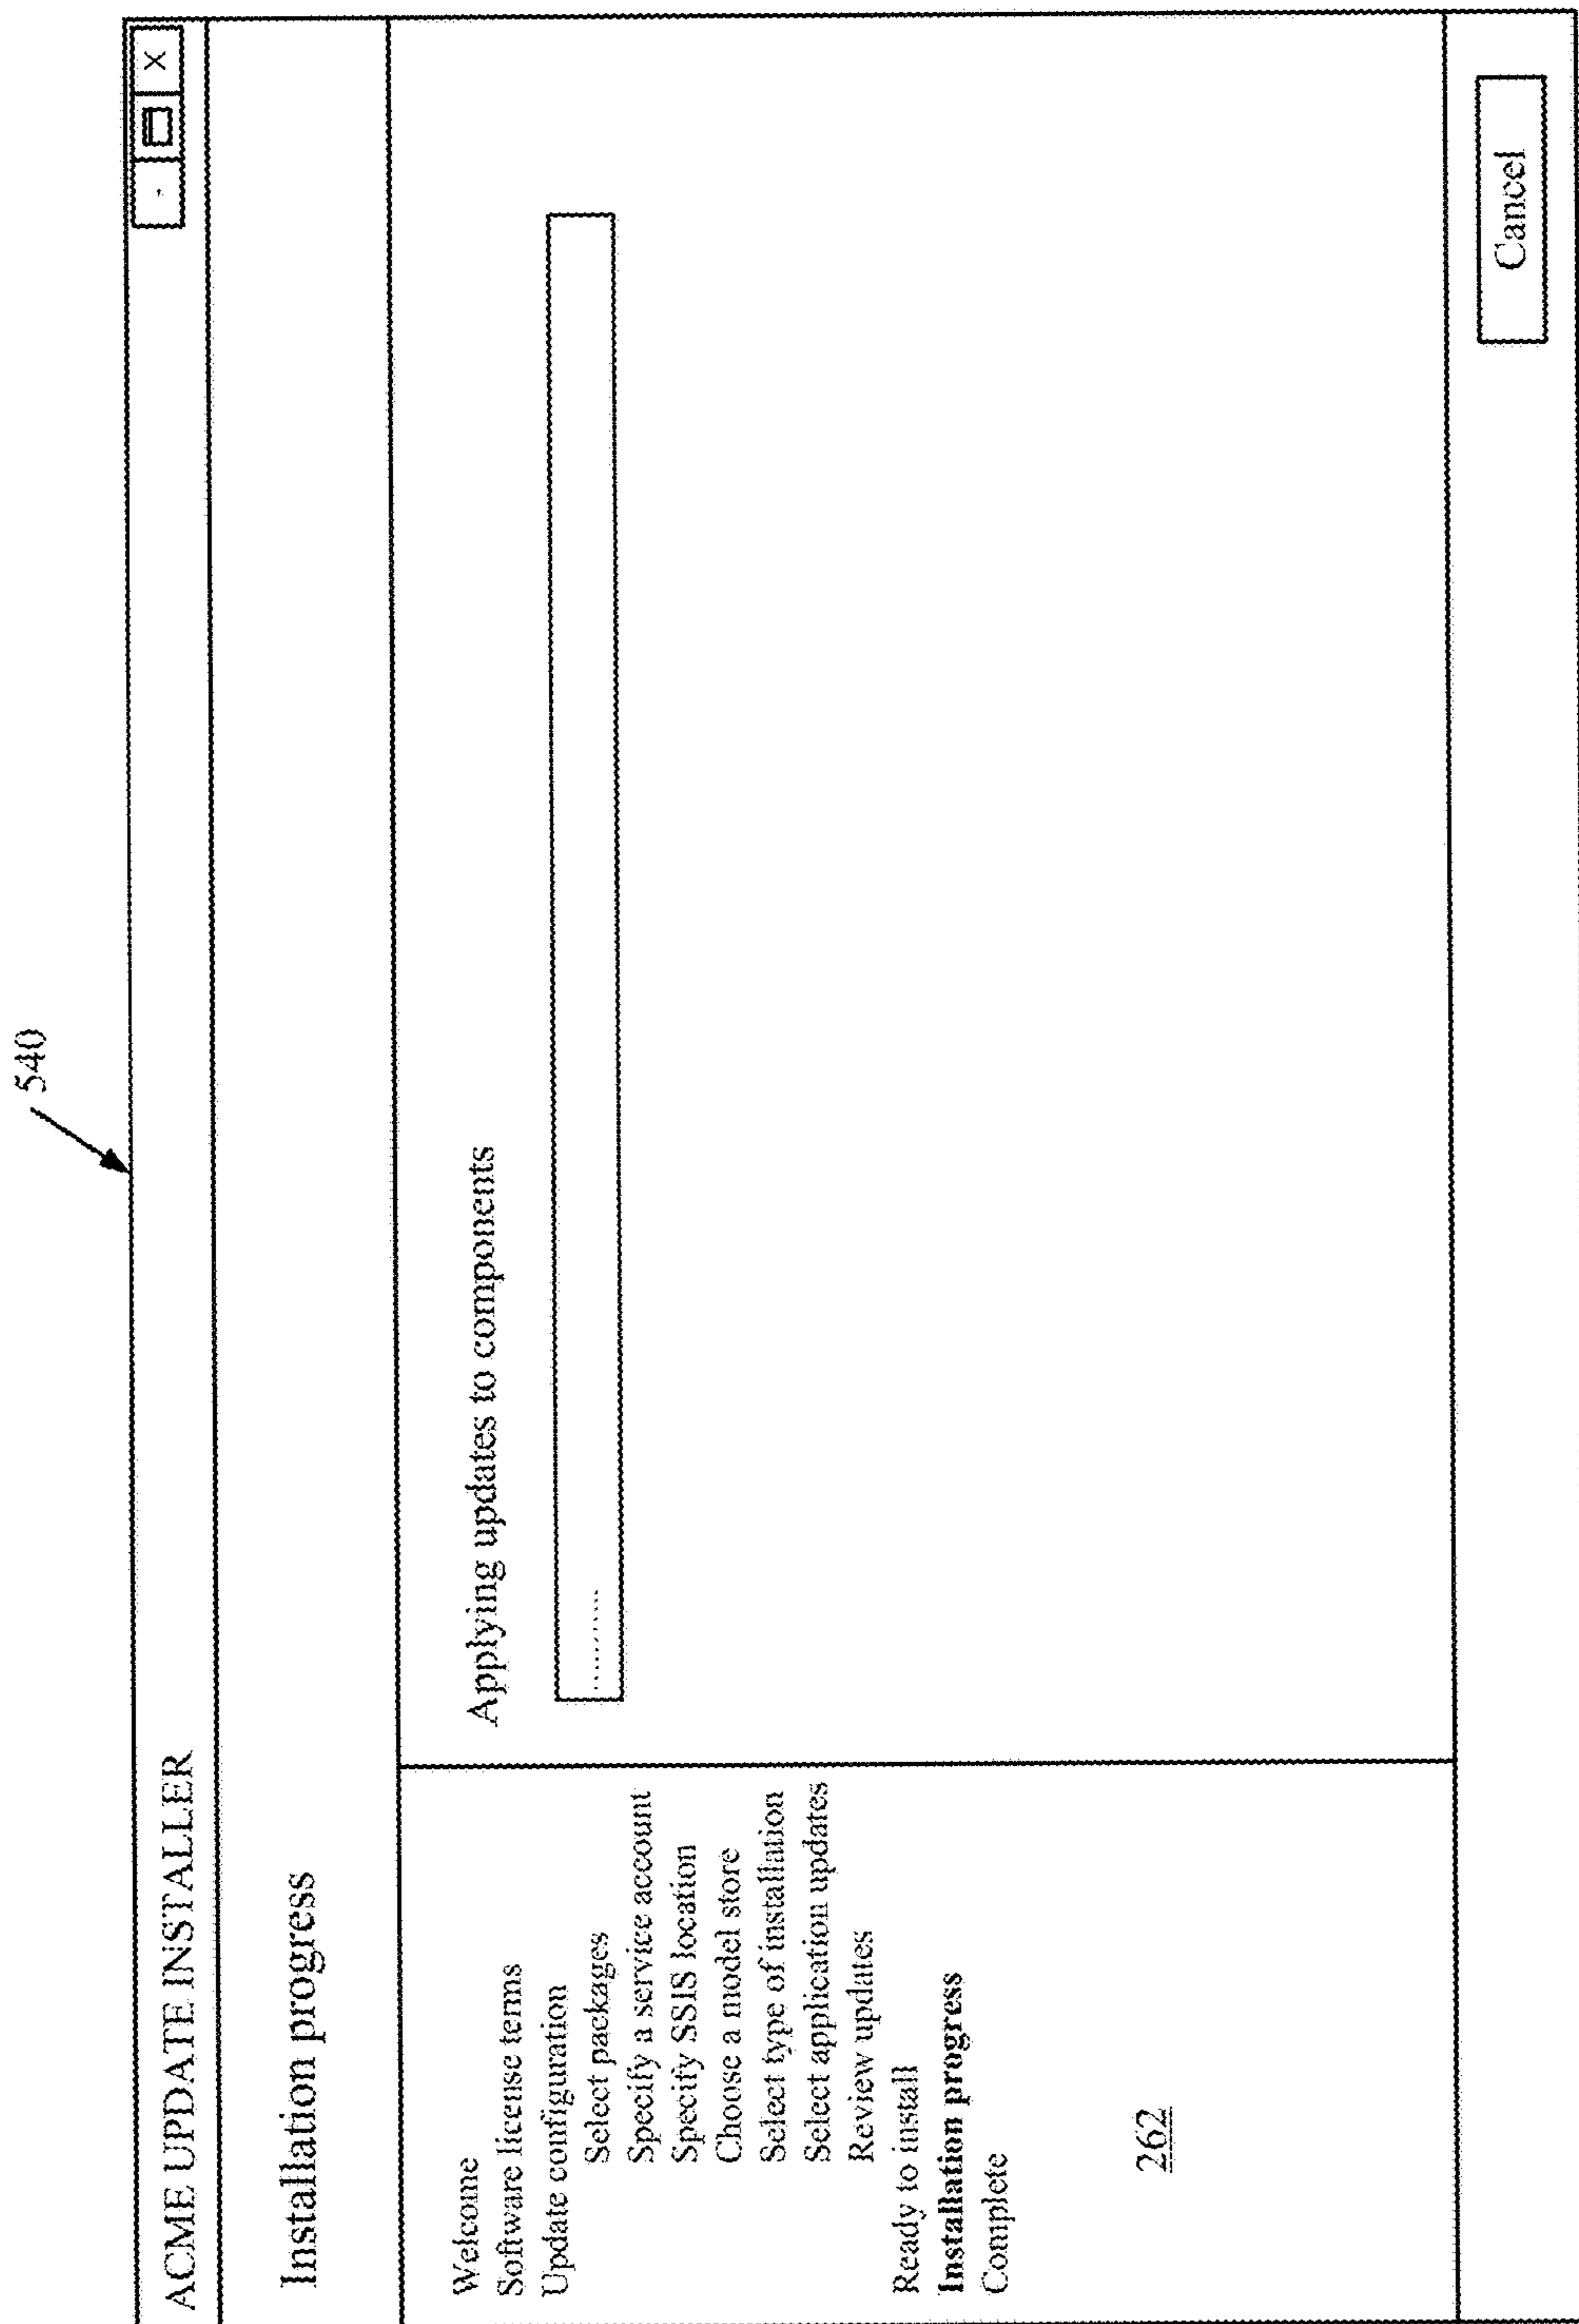 540
ACME UPDATE INSTALLER
- X
Installation progress
Welcome
Software license terms
Update configuration
Select packages
Specify a service account
Specify SSIS location
Choose a model store
Select type of installation
Select application updates
Review updates
Ready to install
Installation progress
Complete
262
Applying updates to components
Cancel